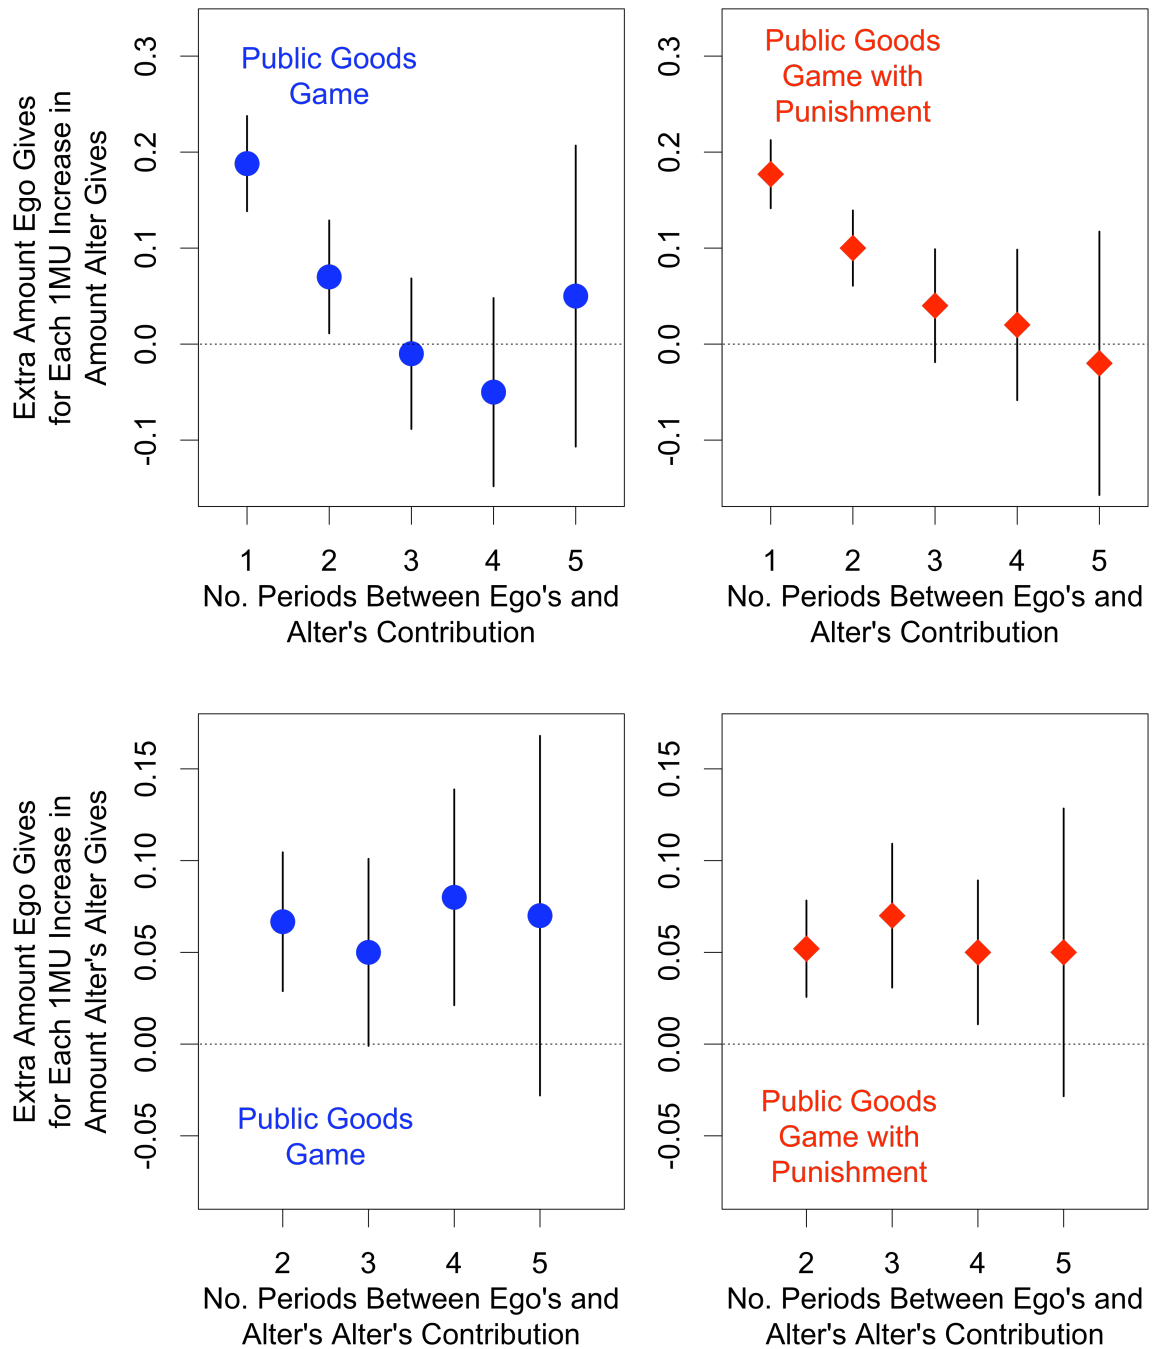 Extra Amount Ego Gives
for Each 1MU Increase in
Amount Alter Gives
0.3
0.2
0.1
0.0
-0.1
Public Goods
Game
1 2 3 4 5
No. Periods Between Ego's and
Alter's Contribution
0.3
0.2
0.1
0.0
-0.1
Public Goods
Game with
Punishment
1 2 3 4 5
No. Periods Between Ego's and
Alter's Contribution
Extra Amount Ego Gives
for Each 1MU Increase in
Amount Alter's Alter Gives
0.15
0.10
0.05
0.00
-0.05
Public Goods
Game
2 3 4 5
No. Periods Between Ego's and
Alter's Alter's Contribution
0.15
0.10
0.05
0.00
-0.05
Public Goods
Game with
Punishment
2 3 4 5
No. Periods Between Ego's and
Alter's Alter's Contribution